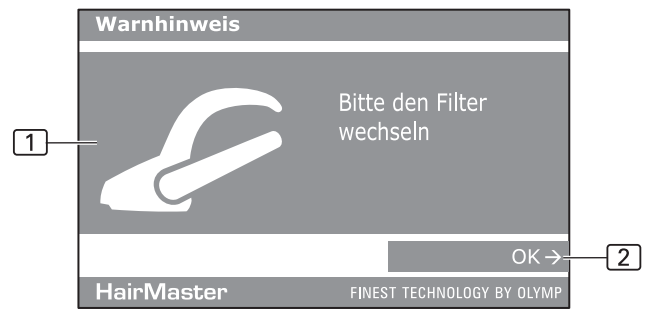 Warnhinweis
1
Bitte den Filter
wechseln
OK →
2
HairMaster FINEST TECHNOLOGY BY OLYMP